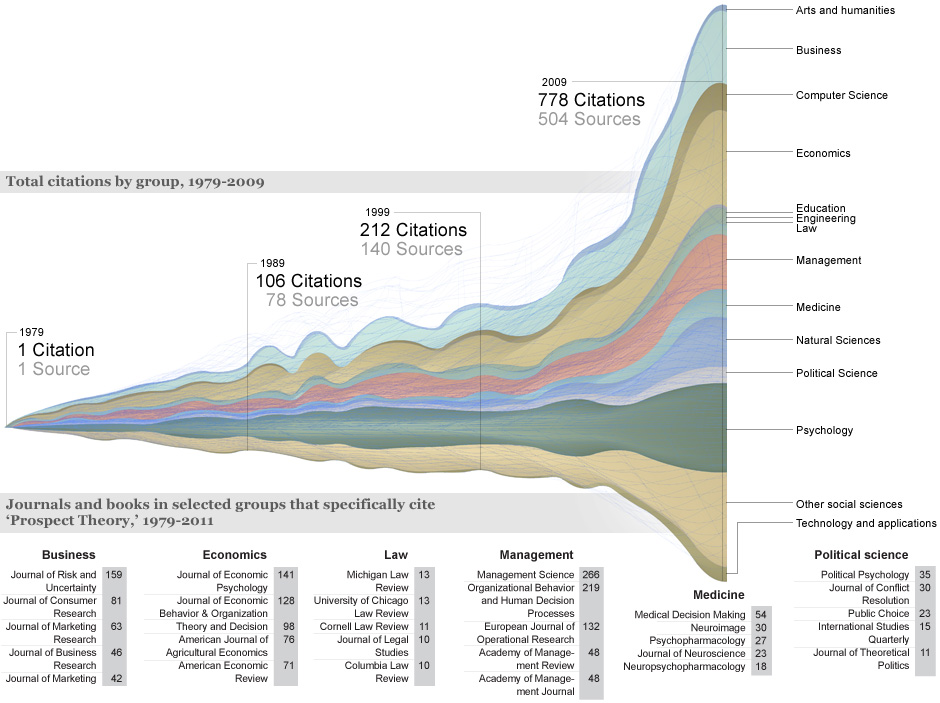 Arts and humanities
Business
2009
778 Citations
504 Sources
Computer Science
Economics
Total citations by group, 1979-2009
1999
212 Citations
140 Sources
Education
Engineering
Law
1989
106 Citations
78 Sources
Management
Medicine
1979
1 Citation
1 Source
Natural Sciences
Political Science
Psychology
Other social sciences
Technology and applications
Journals and books in selected groups that specifically cite
‘Prospect Theory,’ 1979-2011
Business
Journal of Risk and 159
Uncertainty
Journal of Consumer 81
Research
Journal of Marketing 63
Research
Journal of Business 46
Research
Journal of Marketing 42
Economics
Journal of Economic 141
Psychology
Journal of Economic 128
Behavior & Organization
Theory and Decision 98
American Journal of 76
Agricultural Economics
American Economic 71
Review
Law
Michigan Law 13
Review
University of Chicago 13
Law Review
Cornell Law Review 11
Journal of Legal 10
Studies
Columbia Law 10
Review
Management
Management Science 266
Organizational Behavior 219
and Human Decision
Processes
European Journal of 132
Operational Research
Academy of Manage- 48
ment Review
Academy of Manage- 48
ment Journal
Medicine
Medical Decision Making 54
Neuroimage 30
Psychopharmacology 27
Journal of Neuroscience 23
Neuropsychopharmacology 18
Political science
Political Psychology 35
Journal of Conflict 30
Resolution
Public Choice 23
International Studies 15
Quarterly
Journal of Theoretical 11
Politics